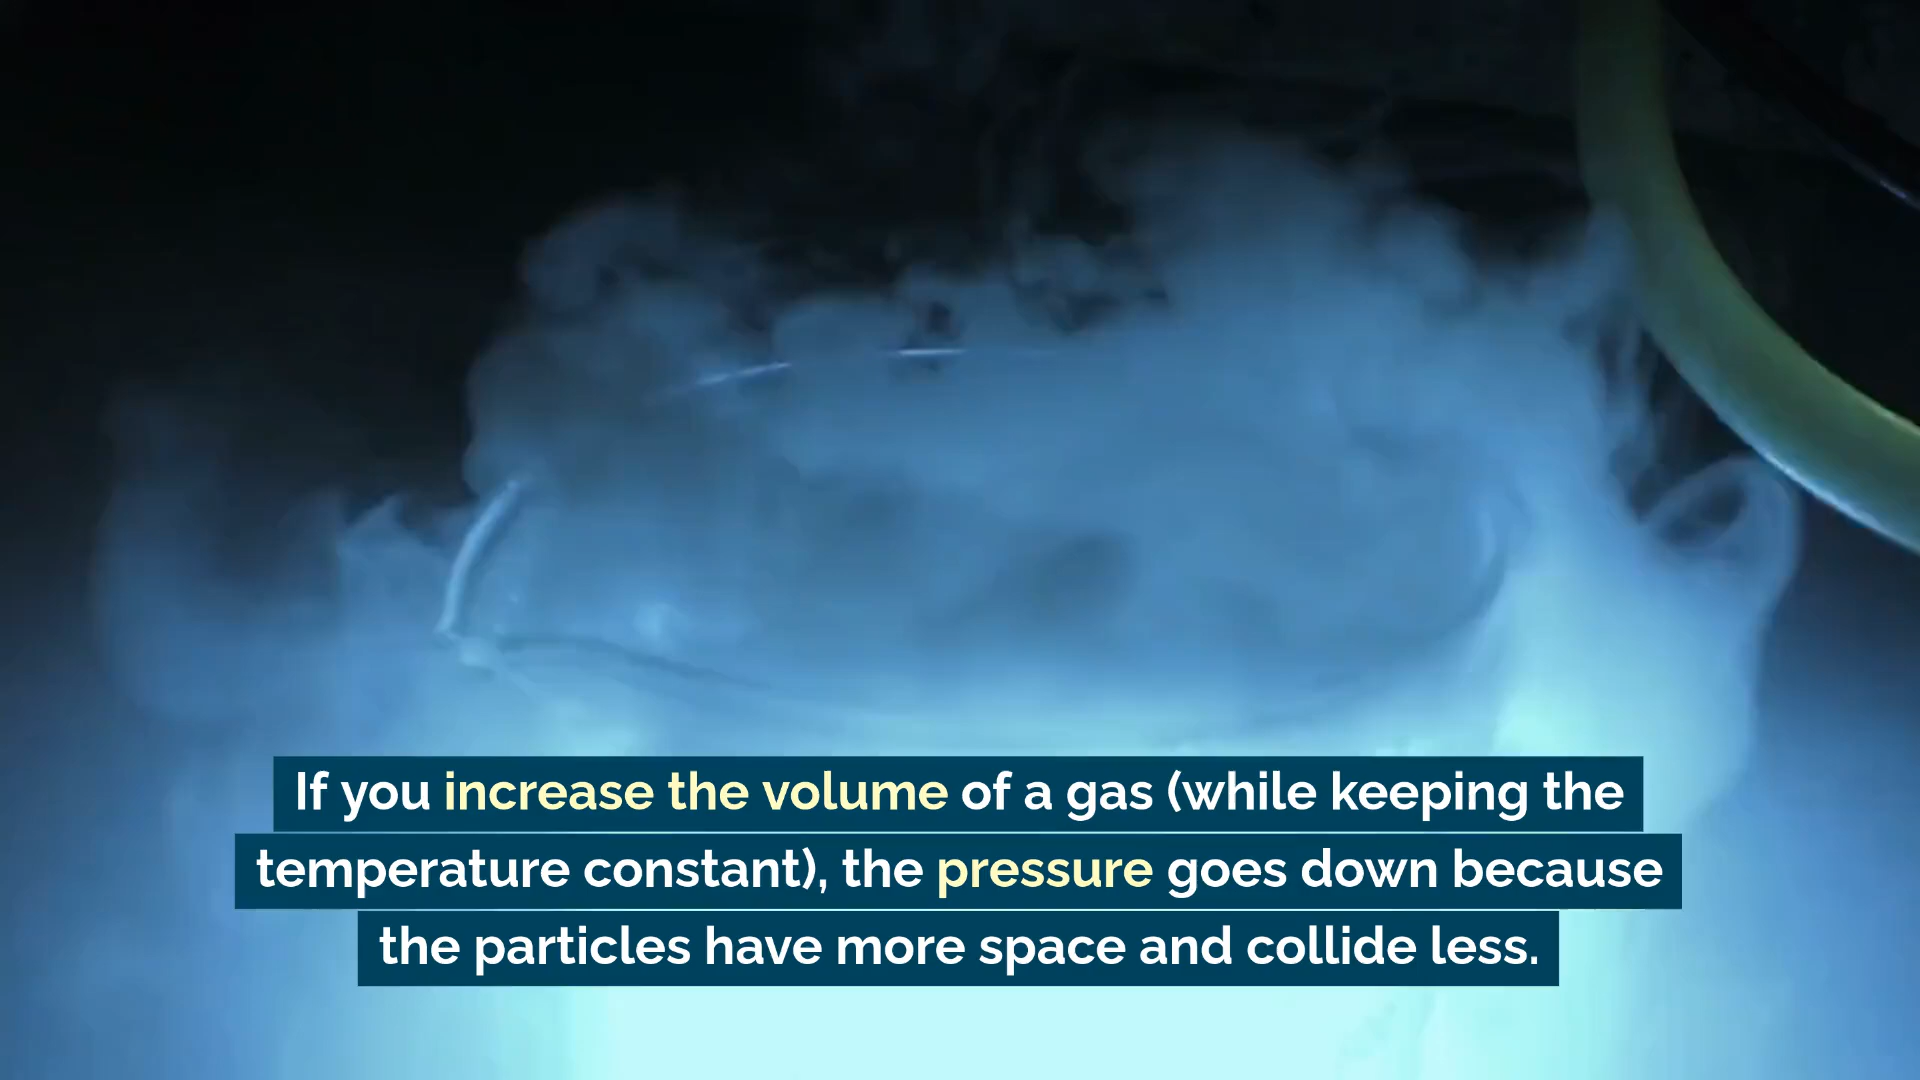 If you increase the volume of a gas (while keeping the
temperature constant), the pressure goes down because
the particles have more space and collide less.